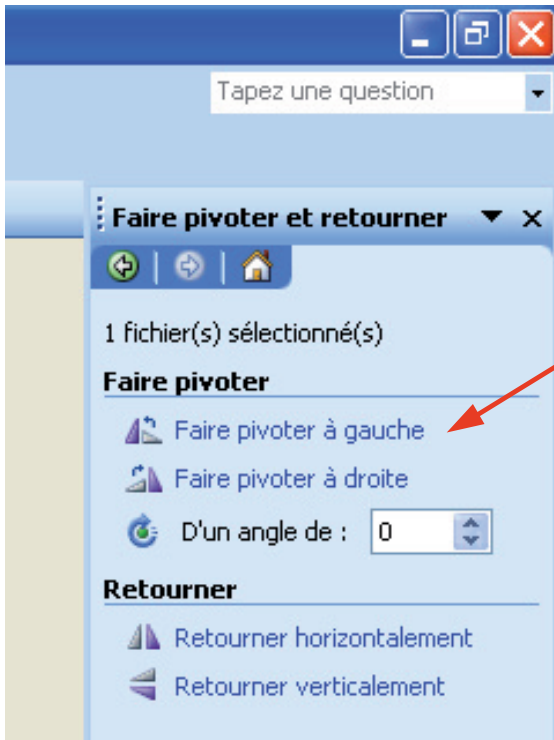 Tapez une question
Faire pivoter et retourner
1 fichier(s) sélectionné(s)
Faire pivoter
Faire pivoter à gauche
Faire pivoter à droite
D'un angle de : 0
Retourner
Retourner horizontalement
Retourner verticalement